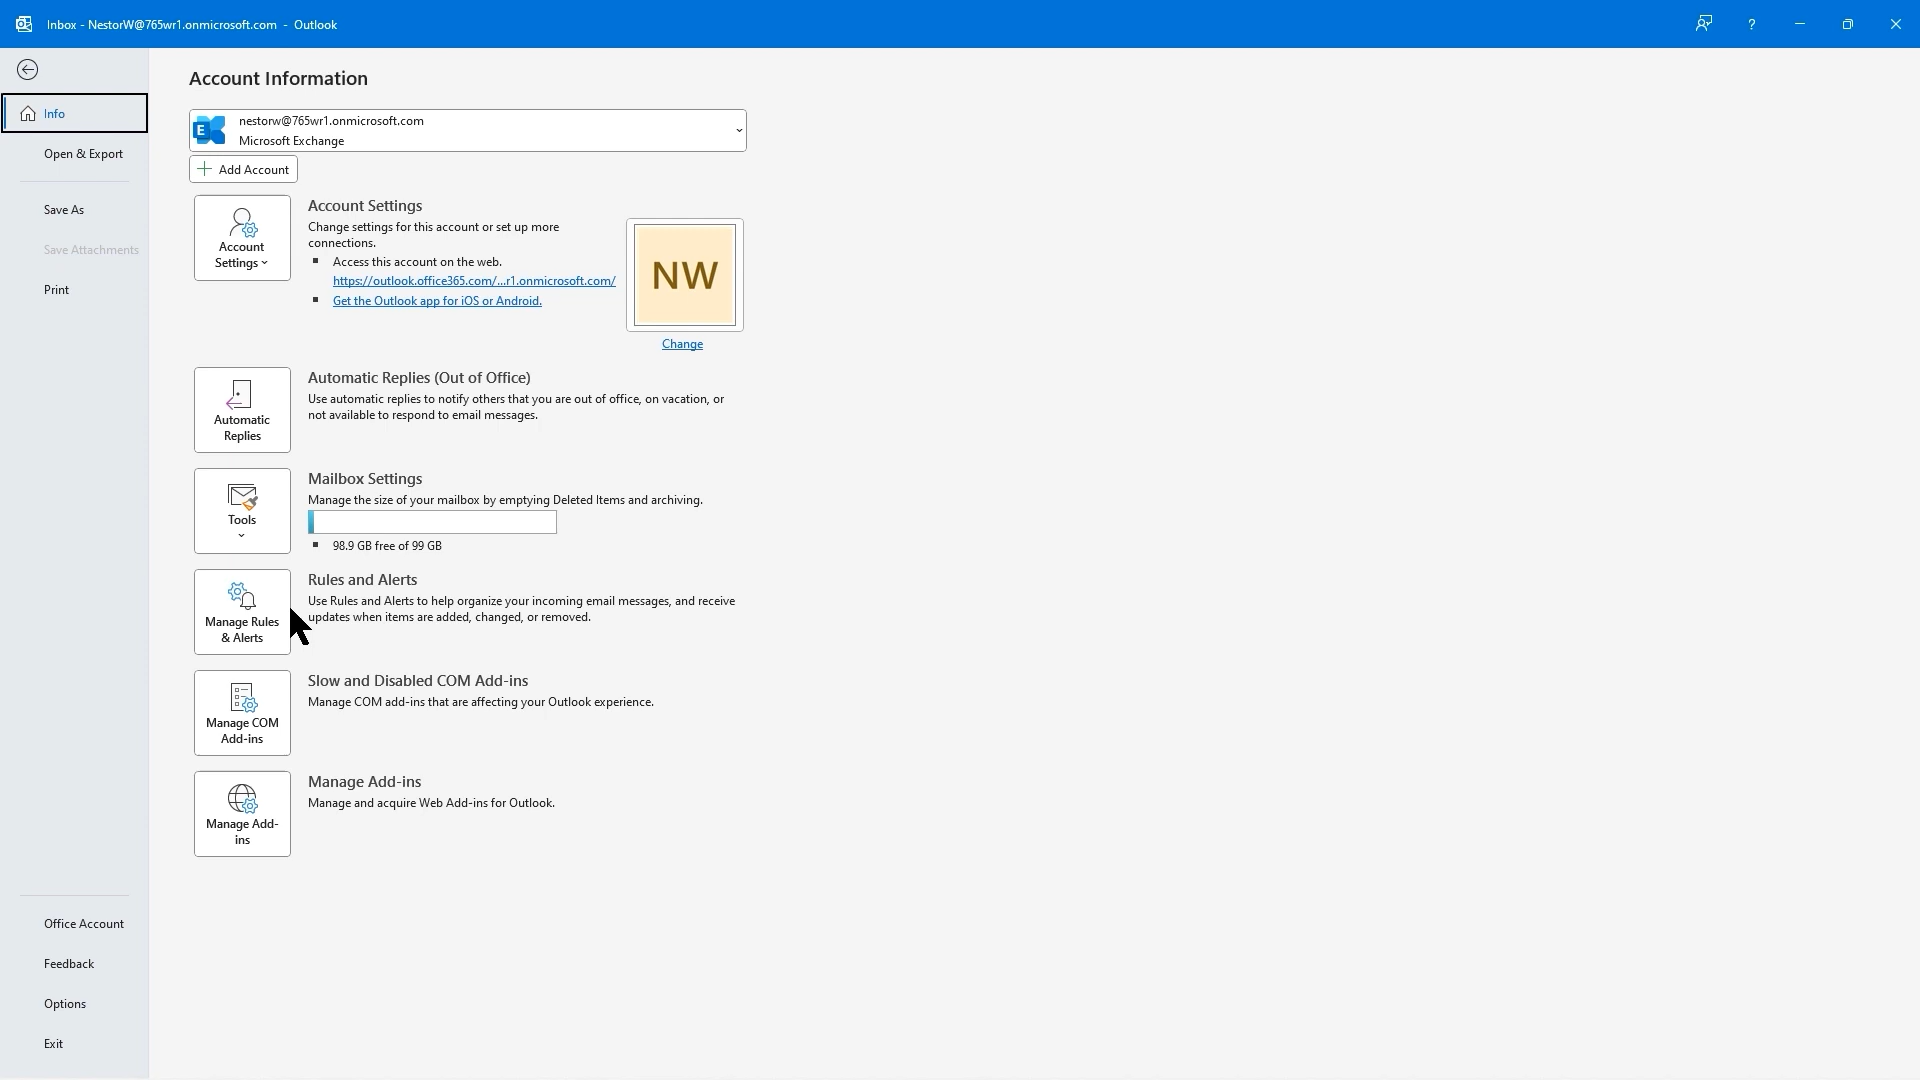 Inbox - NestorW@765wr1.onmicrosoft.com - Outlook
?
Info
Open & Export
Save As
Save Attachments
Print
Office Account
Feedback
Options
Exit
Account Information
E
nestorw@765wr1.onmicrosoft.com
Microsoft Exchange
Add Account
Account
Settings
Account Settings
Change settings for this account or set up more
connections.
Access this account on the web.
https://outlook.office365.com/...r1.onmicrosoft.com/
Get the Outlook app for iOS or Android.
NW
Change
Automatic
Replies
Automatic Replies (Out of Office)
Use automatic replies to notify others that you are out of office, on vacation, or
not available to respond to email messages.
Tools
Mailbox Settings
Manage the size of your mailbox by emptying Deleted Items and archiving.
98.9 GB free of 99 GB
Manage Rules
& Alerts
Rules and Alerts
Use Rules and Alerts to help organize your incoming email messages, and receive
updates when items are added, changed, or removed.
Manage COM
Add-ins
Slow and Disabled COM Add-ins
Manage COM add-ins that are affecting your Outlook experience.
Manage Add-
ins
Manage Add-ins
Manage and acquire Web Add-ins for Outlook.